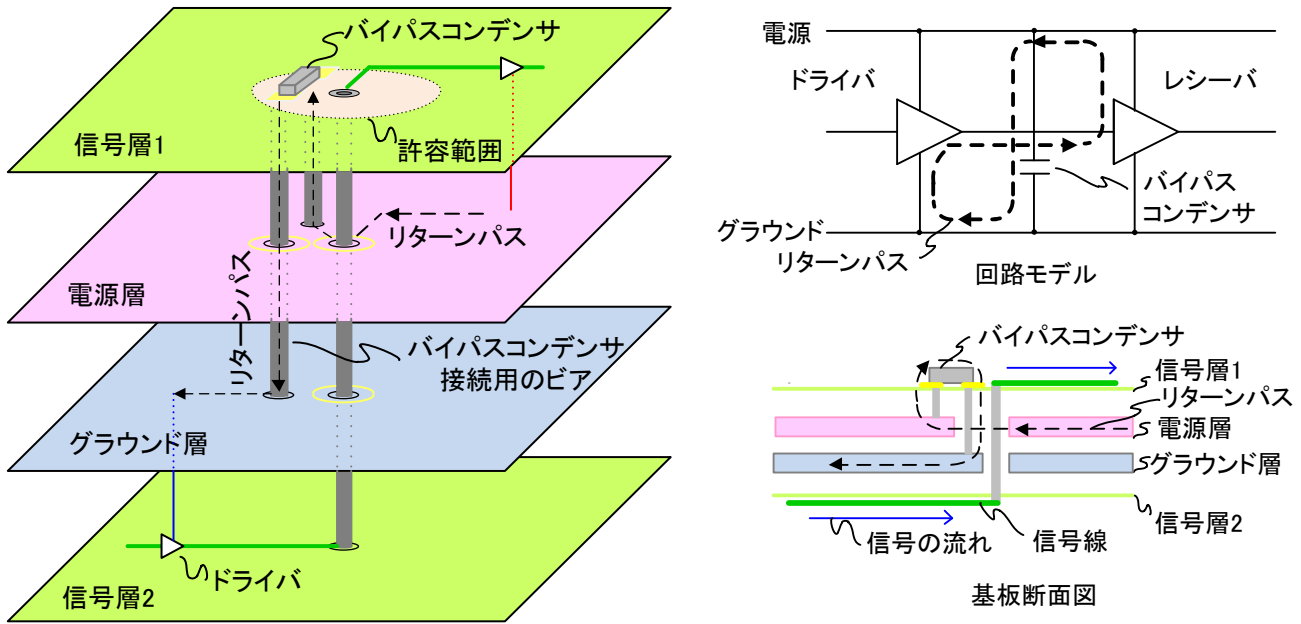 バイパスコンデンサ
信号層1
許容範囲
リターンパス
電源層
リターンパス
バイパスコンデンサ
接続用のビア
グラウンド層
ドライバ
信号層2
電源
ドライバ
レシーバ
バイパス
コンデンサ
グラウンド
リターンパス
回路モデル
バイパスコンデンサ
信号層1
リターンパス
電源層
グラウンド層
信号層2
信号の流れ
信号線
基板断面図